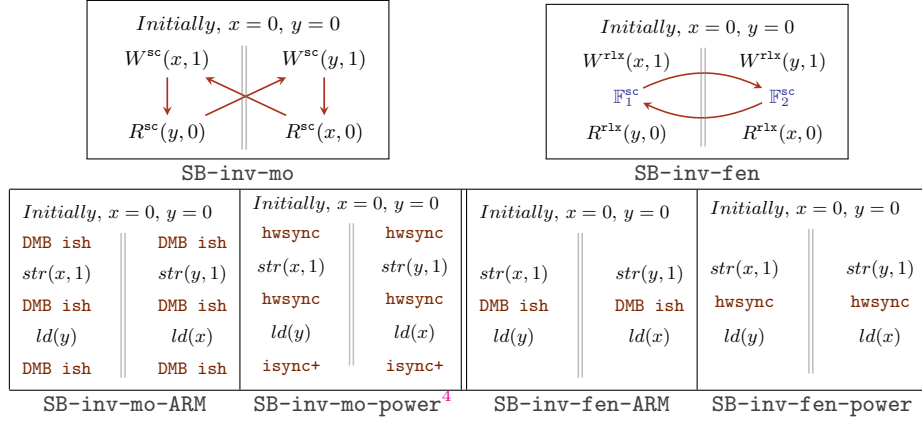 Initially, x = 0, y = 0
W^sc(x, 1) W^sc(y, 1)
R^sc(y, 0) R^sc(x, 0)
SB-inv-mo
Initially, x = 0, y = 0
W^rlx(x, 1) W^rlx(y, 1)
𝔽₁^sc 𝔽₂^sc
R^rlx(y, 0) R^rlx(x, 0)
SB-inv-fen
Initially, x = 0, y = 0
DMB ish DMB ish
str(x, 1) str(y, 1)
DMB ish DMB ish
ld(y) ld(x)
DMB ish DMB ish
SB-inv-mo-ARM
Initially, x = 0, y = 0
hwsync hwsync
str(x, 1) str(y, 1)
hwsync hwsync
ld(y) ld(x)
isync+ isync+
SB-inv-mo-power⁴
Initially, x = 0, y = 0
str(x, 1) str(y, 1)
DMB ish DMB ish
ld(y) ld(x)
SB-inv-fen-ARM
Initially, x = 0, y = 0
str(x, 1) str(y, 1)
hwsync hwsync
ld(y) ld(x)
SB-inv-fen-power